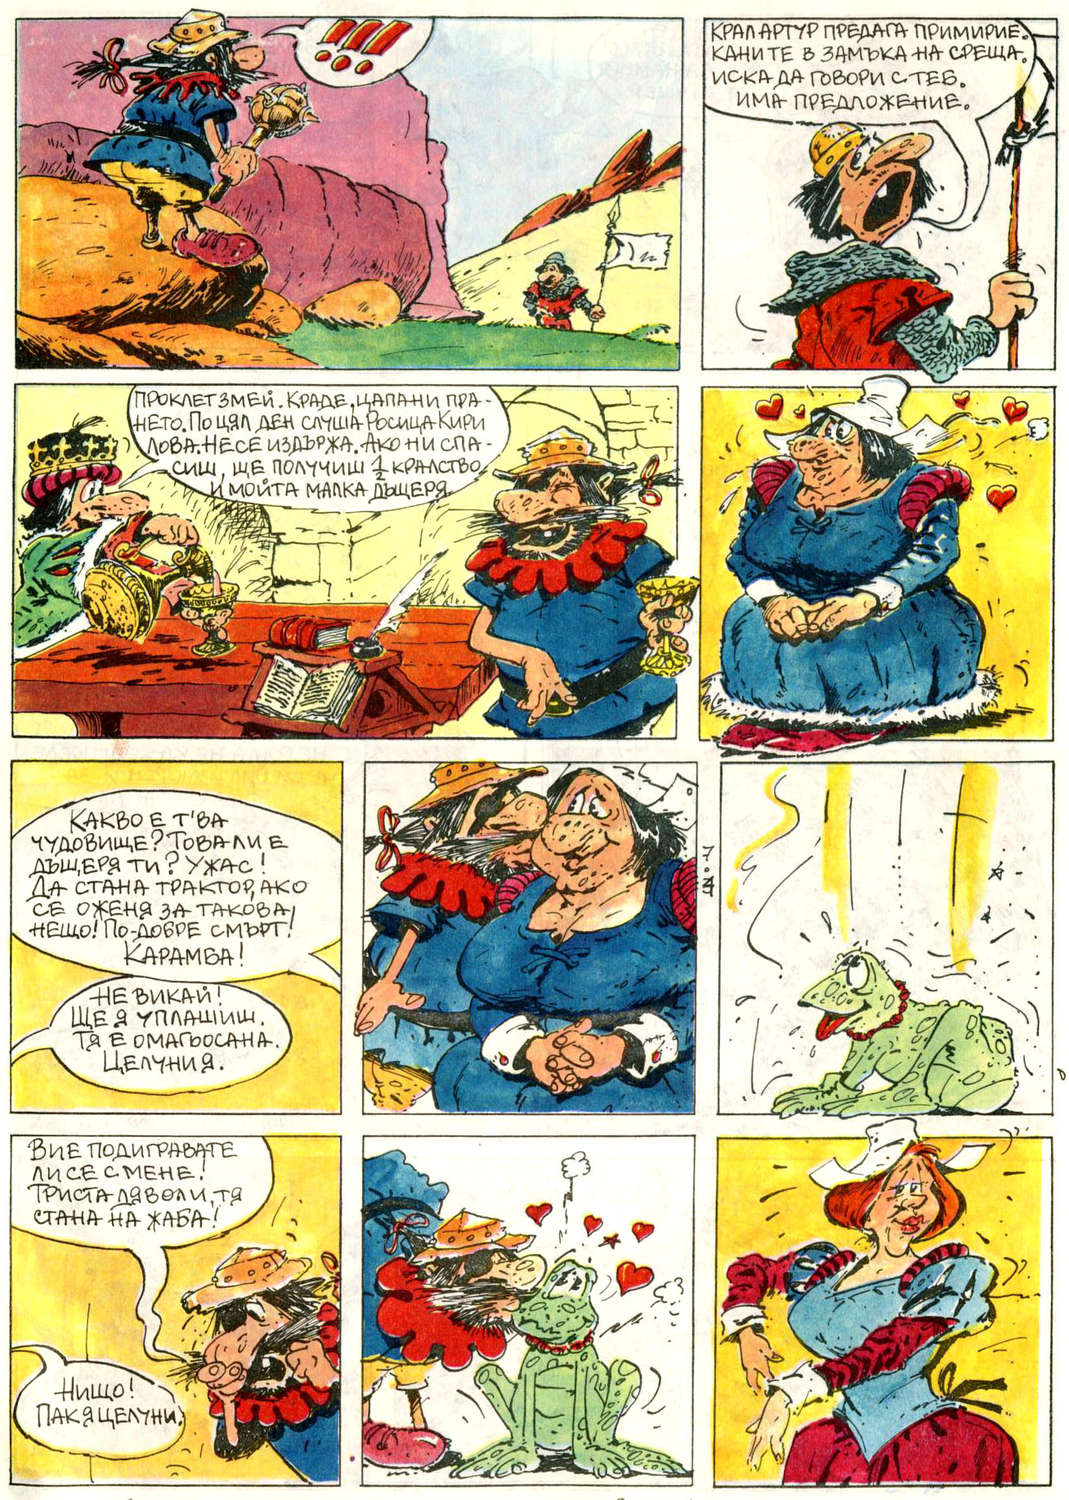 !!!
КРАЛ АРТУР ПРЕДАГА ПРИМИРИЕ.
КАНИТЕ В ЗАМЪКА НА СРЕЩА.
ИСКА ДА ГОВОРИ С ТЕБ.
ИМА ПРЕДЛОЖЕНИЕ.
ПРОКЛЕТ ЗМЕЙ. КРАДЕ, ЦАПА НИ ПРА-
НЕТО. ПО ЦЯЛ ДЕН СЛУША РОСИЦА КИРИ
ЛОВА. НЕ СЕ ИЗДЪРЖА. АКО НИ СПА-
СИШ, ЩЕ ПОЛУЧИШ 1/2 КРАЛСТВО
И МОЙТА МАЛКА ДЪЩЕРЯ.
КАКВО Е Т'ВА
ЧУДОВИЩЕ? ТОВА ЛИ Е
ДЪЩЕРЯ ТИ? УЖАС!
ДА СТАНА ТРАКТОР, АКО
СЕ ОЖЕНЯ ЗА ТАКОВА
НЕЩО! ПО-ДОБРЕ СМЪРТ!
КАРАМБА!
НЕ ВИКАЙ!
ЩЕ Я УПЛАШИШ.
ТЯ Е ОМАГЬОСАНА.
ЦЕЛУНИ Я.
ВИЕ ПОДИГРАВАТЕ
ЛИ СЕ С МЕНЕ!
ТРИСТА ДЯВОЛИ, ТЯ
СТАНА НА ЖАБА!
НИЩО!
ПАК Я ЦЕЛУНИ.